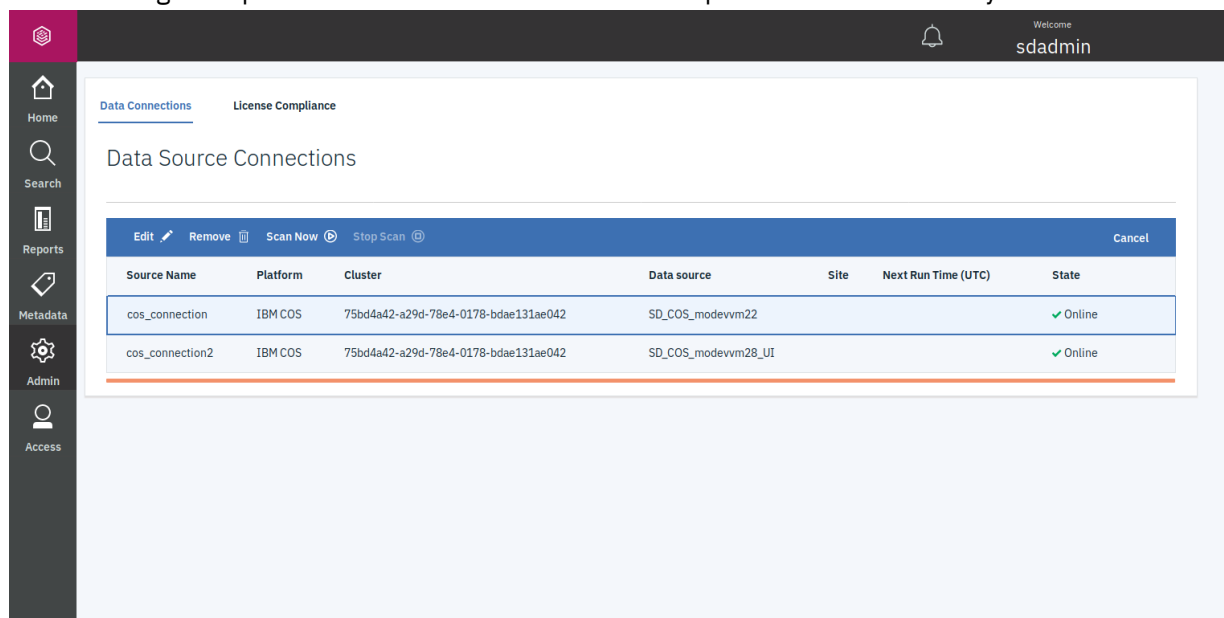 Welcome
sdadmin
Home
Search
Reports
Metadata
Admin
Access
Data Connections License Compliance
Data Source Connections
Edit Remove Scan Now Stop Scan Cancel
Source Name Platform Cluster Data source Site Next Run Time (UTC) State
cos_connection IBM COS 75bd4a42-a29d-78e4-0178-bdae131ae042 SD_COS_modevvm22 Online
cos_connection2 IBM COS 75bd4a42-a29d-78e4-0178-bdae131ae042 SD_COS_modevvm28_UI Online